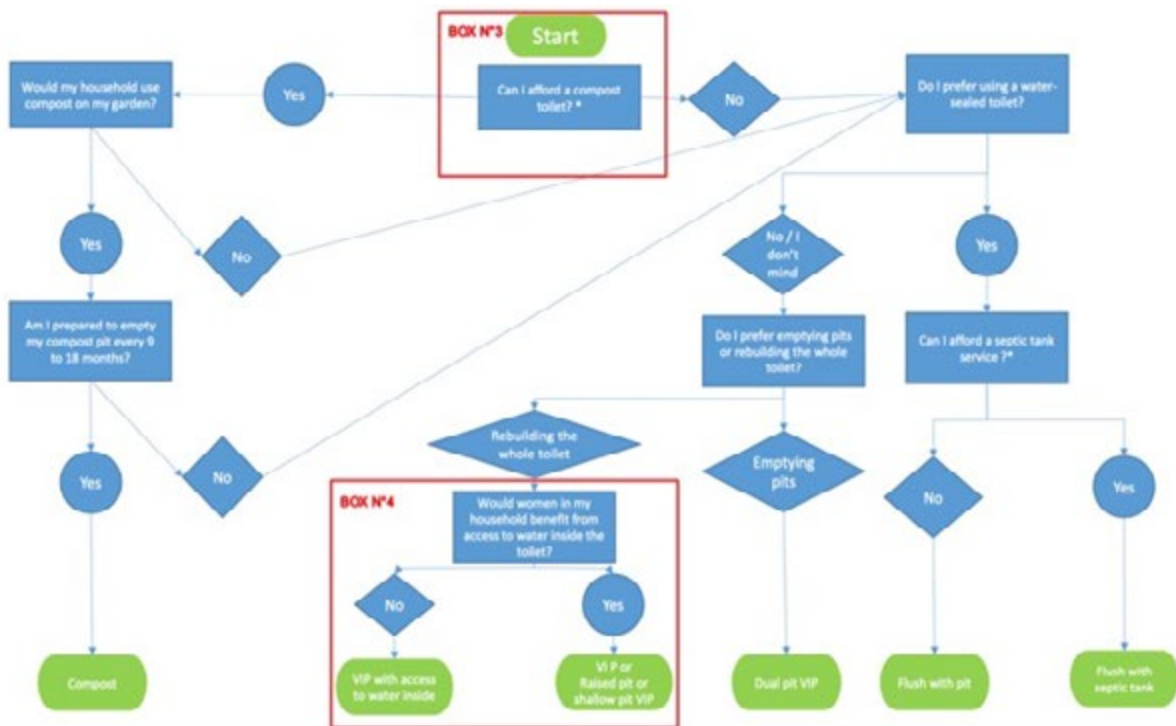 BOX N°3
Start
Would my household use
compost on my garden?
Yes
Can I afford a compost
toilet? *
No
Do I prefer using a water-
sealed toilet?
Yes
No
No / I
don't
mind
Yes
Am I prepared to empty
my compost pit every 9
to 18 months?
Do I prefer emptying pits
or rebuilding the whole
toilet?
Can I afford a septic tank
service ?*
Yes
No
Rebuilding the
whole toilet
Emptying
pits
No
Yes
BOX N°4
Would women in my
household benefit from
access to water inside the
toilet?
No
Yes
Compost
VIP with access
to water inside
VI P or
Raised pit or
shallow pit VIP
Dual pit VIP
Flush with pit
Flush with
septic tank